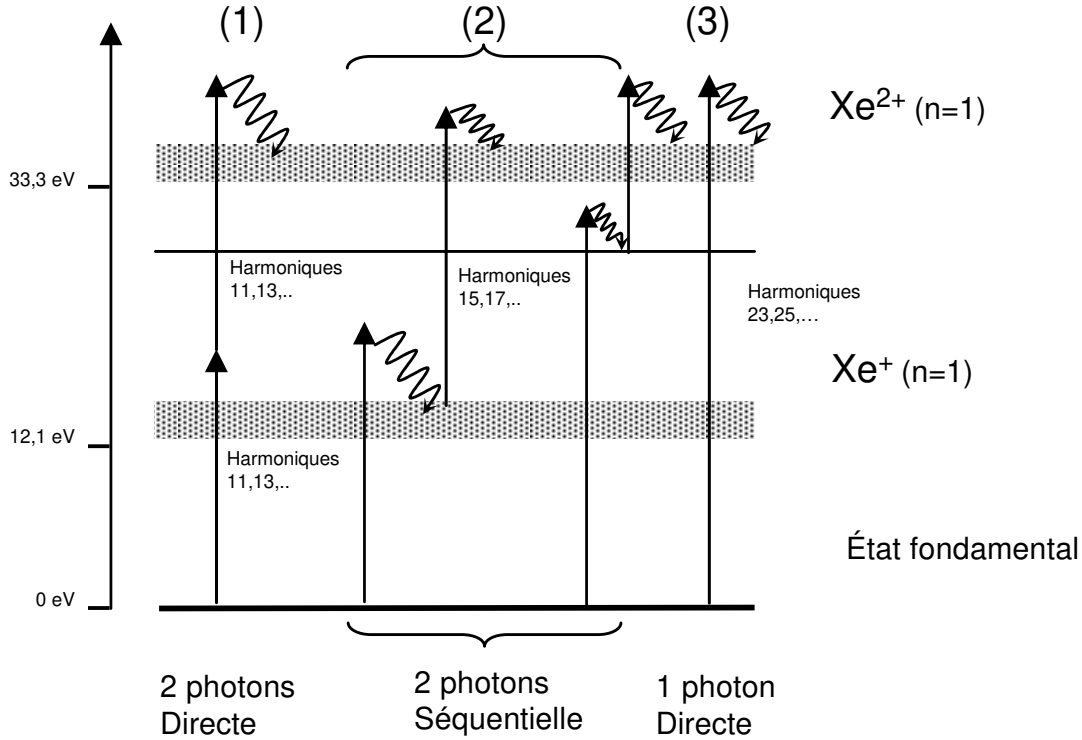 (1)
(2)
(3)
Xe2+ (n=1)
33,3 eV
Harmoniques
11,13,..
Harmoniques
15,17,..
Harmoniques
23,25,...
Xe+ (n=1)
12,1 eV
Harmoniques
11,13,..
État fondamental
0 eV
2 photons
Directe
2 photons
Séquentielle
1 photon
Directe